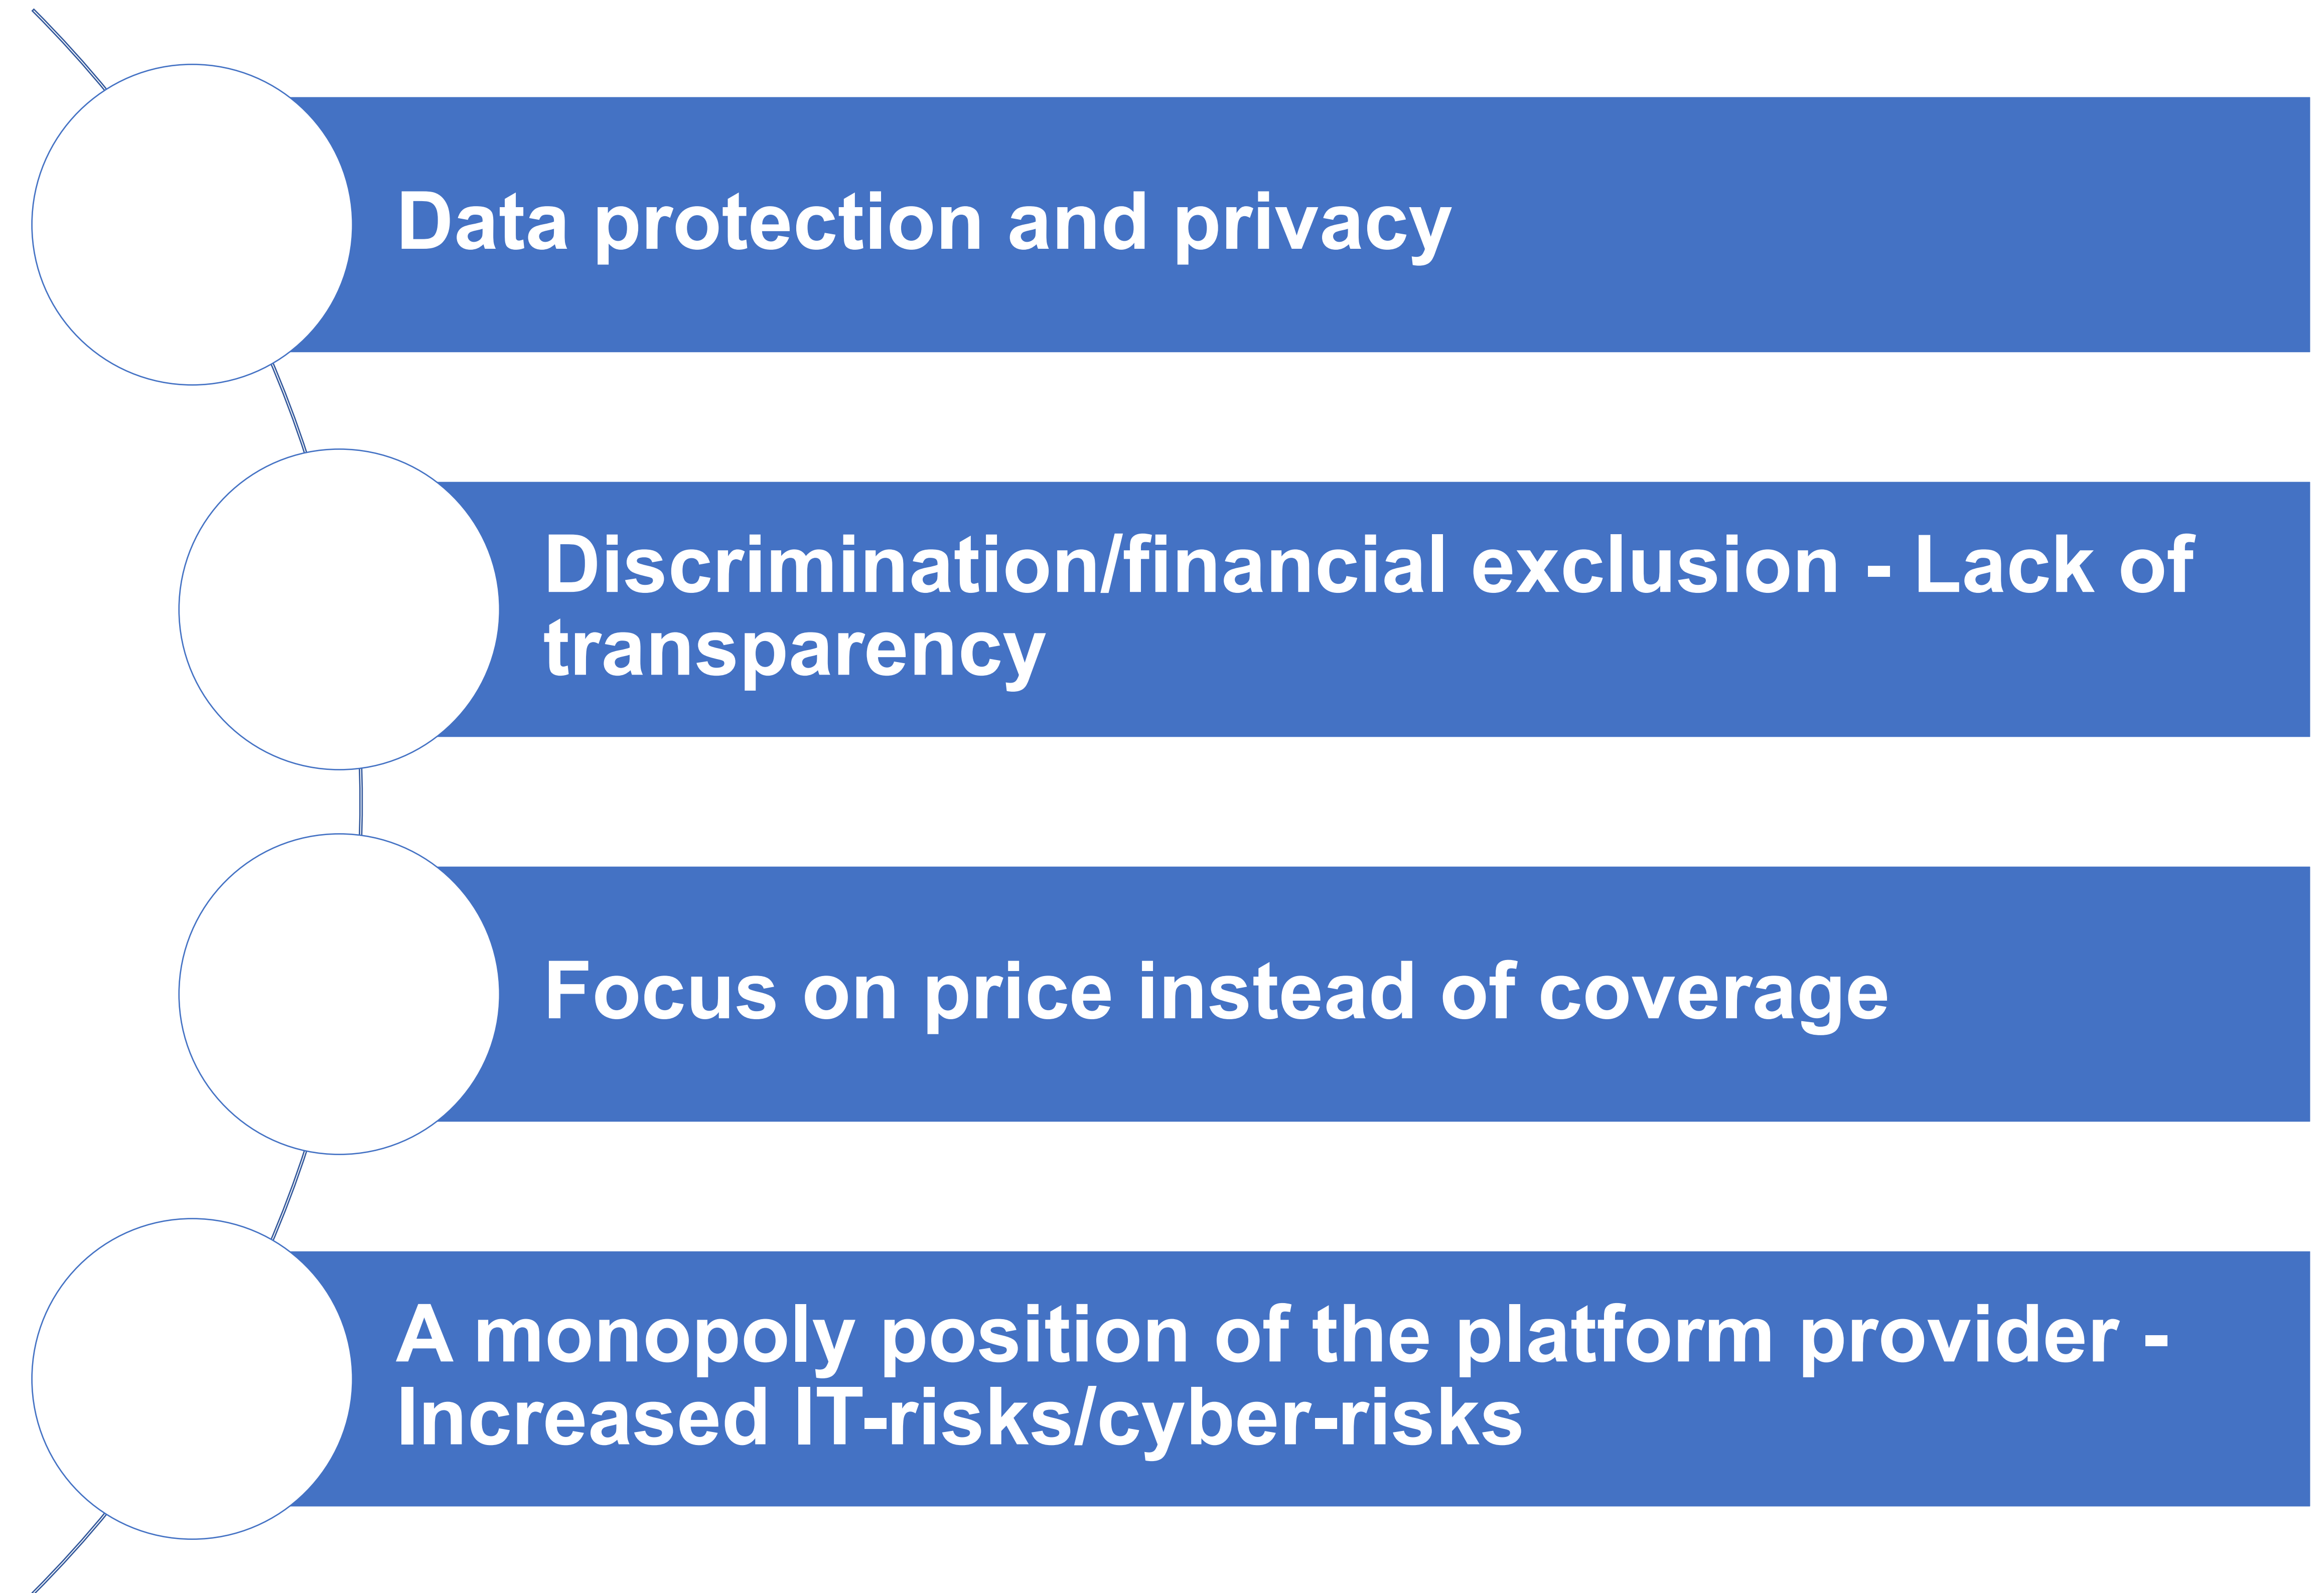 Data protection and privacy
Discrimination/financial exclusion - Lack of
transparency
Focus on price instead of coverage
A monopoly position of the platform provider -
Increased IT-risks/cyber-risks